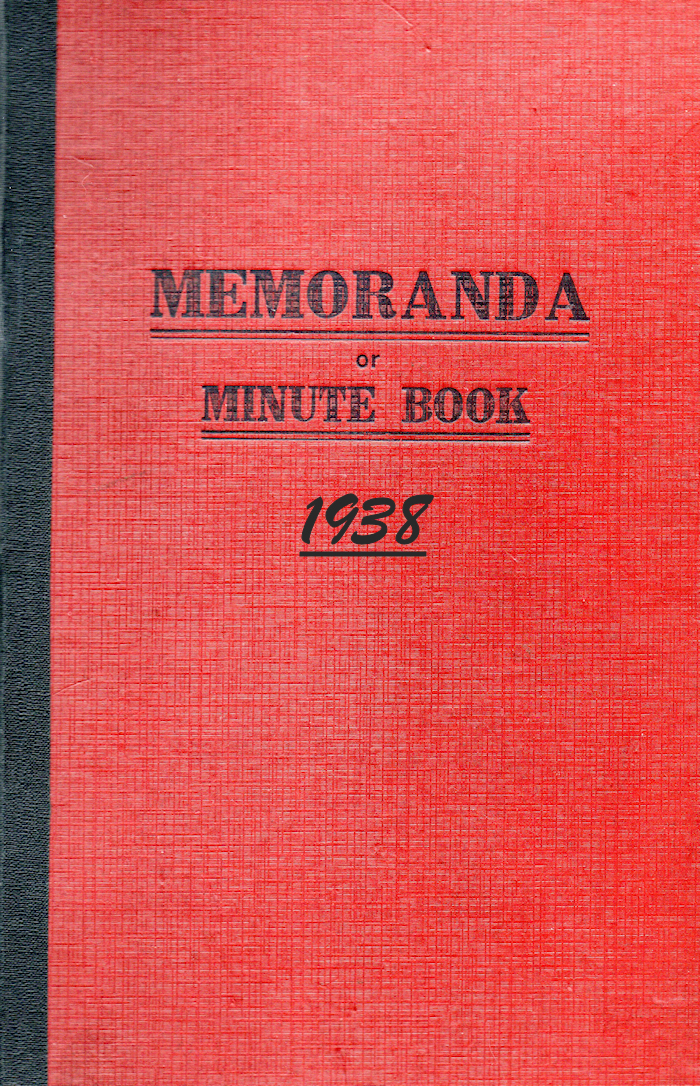 MEMORANDA
or
MINUTE BOOK
1938